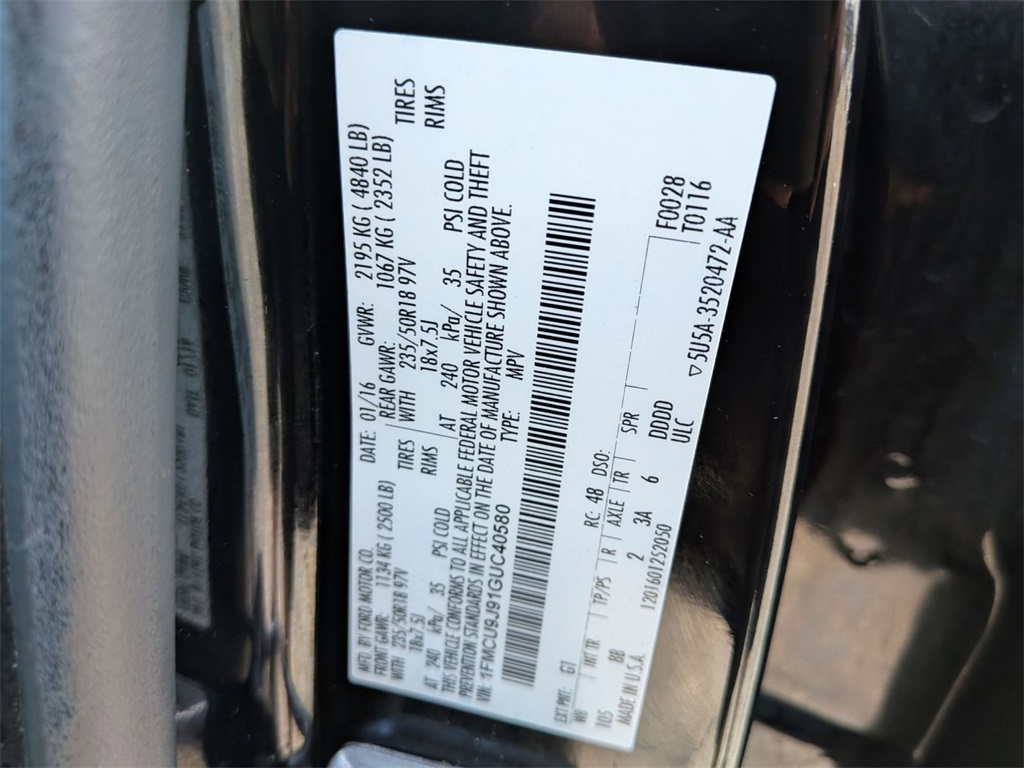 MFD BY FORD MOTOR CO. DATE: 01/16 GVWR: 2195 KG ( 4840 LB)
FRONT GAWR: 1134 KG ( 2500 LB) REAR GAWR: 1067 KG ( 2352 LB)
WITH 235/50R18 97V TIRES WITH 235/50R18 97V TIRES
18x7.5J RIMS 18x7.5J RIMS
AT 240 kPa/ 35 PSI COLD AT 240 kPa/ 35 PSI COLD
THIS VEHICLE CONFORMS TO ALL APPLICABLE FEDERAL MOTOR VEHICLE SAFETY AND THEFT
PREVENTION STANDARDS IN EFFECT ON THE DATE OF MANUFACTURE SHOWN ABOVE.
VIN: 1FMCU9J91GUC40580 TYPE: MPV
EXT PNT: G1 RC: 48 DSO: F0028
WB INT TR TP/PS R AXLE TR SPR T0116
105 8B 2 3A 6 DDDD
MADE IN U.S.A. 1201601252050 ULC ▽5U5A-3520472-AA